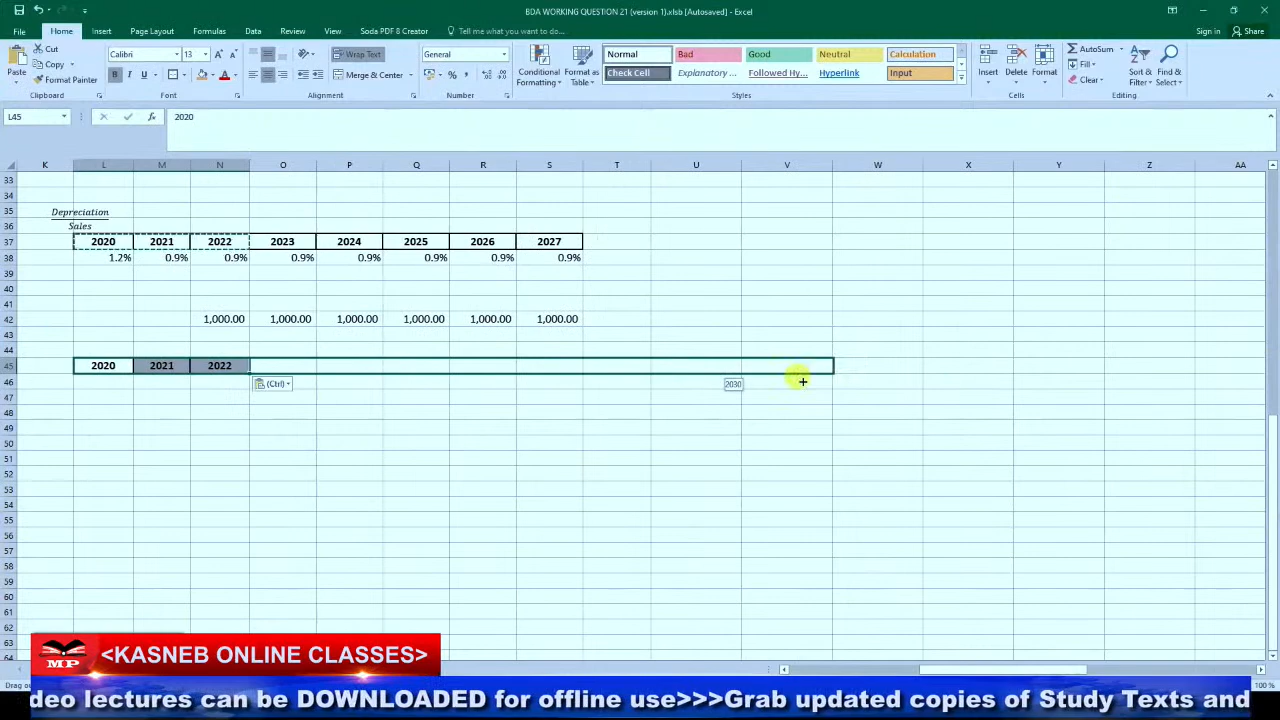 BDA WORKING QUESTION 21 (version 1).xlsb [Autosaved] - Excel
File Home Insert Page Layout Formulas Data Review View Soda PDF 8 Creator Tell me what you want to do... Sign in Share
Cut
Copy
Format Painter
Paste
Clipboard
Calibri 13
B I U
Font
Wrap Text
Merge & Center
Alignment
General
Number
Conditional Formatting
Format as Table
Normal Bad Good Neutral Calculation
Check Cell Explanatory ... Followed Hy... Hyperlink Input
Styles
Insert Delete Format
Cells
AutoSum
Fill
Clear
Sort & Filter
Find & Select
Editing
L45 fx 2020
K L M N O P Q R S T U V W X Y Z AA
33
34
35 Depreciation
36 Sales
37 2020 2021 2022 2023 2024 2025 2026 2027
38 1.2% 0.9% 0.9% 0.9% 0.9% 0.9% 0.9% 0.9%
39
40
41
42 1,000.00 1,000.00 1,000.00 1,000.00 1,000.00 1,000.00
43
44
45 2020 2021 2022
46 (Ctrl) 2030
47
48
49
50
51
52
53
54
55
56
57
58
59
60
61
62
63
64
MP <KASNEB ONLINE CLASSES>
100 %
deo lectures can be DOWNLOADED for offline use>>>Grab updated copies of Study Texts and